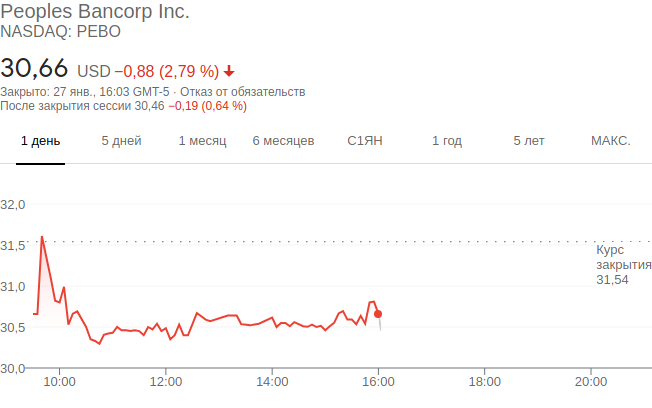 Peoples Bancorp Inc.
NASDAQ: PEBO
30,66 USD −0,88 (2,79 %)
Закрыто: 27 янв., 16:03 GMT-5 · Отказ от обязательств
После закрытия сессии 30,46 −0,19 (0,64 %)
1 день 5 дней 1 месяц 6 месяцев С1ЯН 1 год 5 лет МАКС.
32,0
31,5
Курс
закрытия
31,54
31,0
30,5
30,0
10:00 12:00 14:00 16:00 18:00 20:00